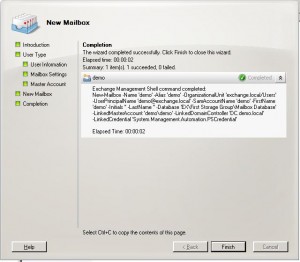 New Mailbox
Introduction
User Type
User Information
Mailbox Settings
Master Account
New Mailbox
Completion
Completion
The wizard completed successfully. Click Finish to close this wizard.
Elapsed time: 00:00:02
Summary: 1 item(s). 1 succeeded, 0 failed.
demo
Completed
Exchange Management Shell command completed:
New-Mailbox -Name 'demo' -Alias 'demo' -OrganizationalUnit 'exchange.local/Users'
-UserPrincipalName 'demo@exchange.local' -SamAccountName 'demo' -FirstName
'demo' -Initials '' -LastName '' -Database 'EX\First Storage Group\Mailbox Database'
-LinkedMasterAccount 'demo\demo' -LinkedDomainController 'DC.demo.local'
-LinkedCredential 'System.Management.Automation.PSCredential'
Elapsed Time: 00:00:02
Select Ctrl+C to copy the contents of this page.
Help
< Back
Finish
Cancel